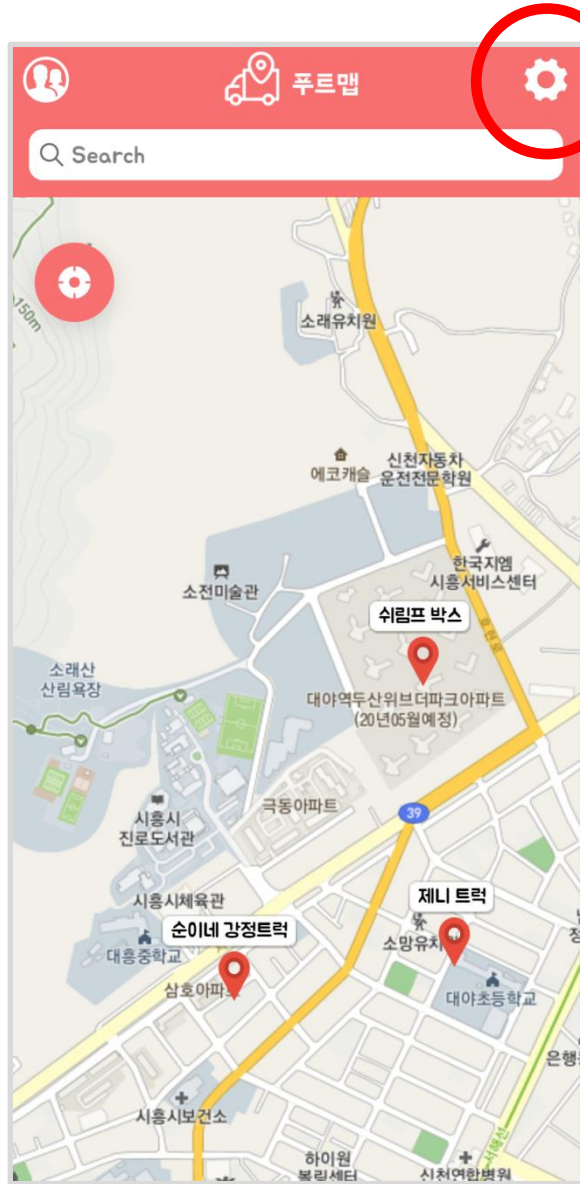 푸트맵
Search
150m
소래유치원
에코캐슬
신천자동차
운전전문학원
한국지엠
시흥서비스센터
소전미술관
쉬림프 박스
호현로
소래산
산림욕장
대야역두산위브더파크아파트
(20년05월예정)
극동아파트
39
시흥시
진로도서관
시흥시체육관
제니 트럭
순이네 강정트럭
소망유치
대흥중학교
삼호아파트
대야초등학교
은행
시흥시보건소
서해선
하이원
볼링센터
신천연합병원